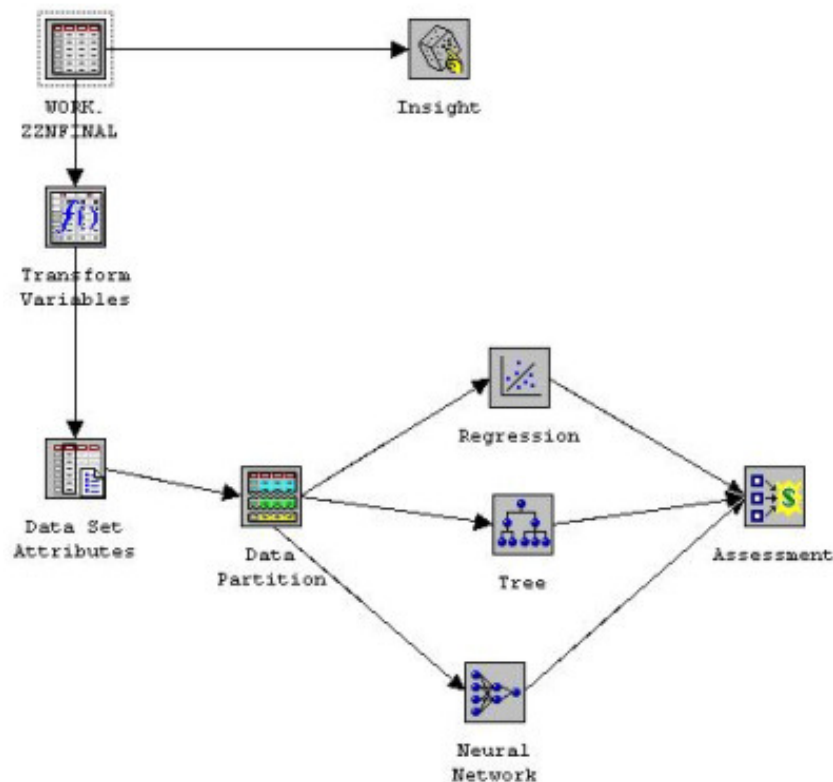 WORK.
ZZNFINAL
Insight
f()
Transform
Variables
Regression
Data Set
Attributes
Data
Partition
Tree
$
Assessment
Neural
Network